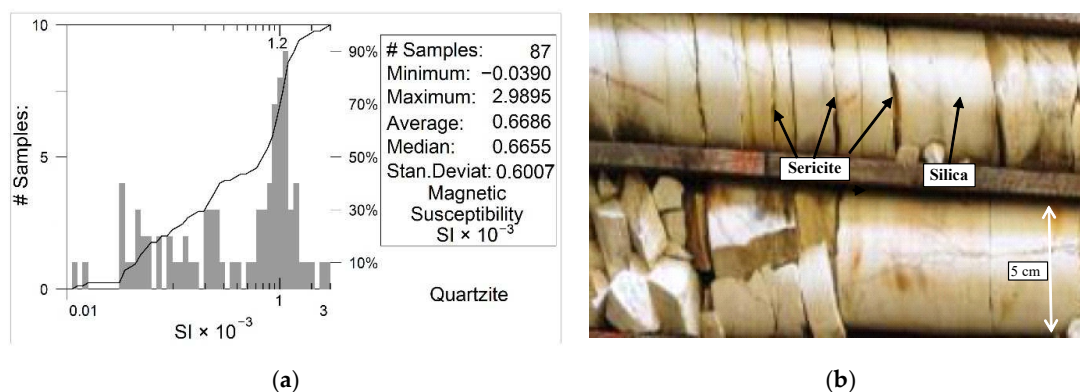 10
5
0
# Samples:
1.2
90%
70%
50%
30%
10%
0.01
1
3
SI × 10⁻³
# Samples: 87
Minimum: −0.0390
Maximum: 2.9895
Average: 0.6686
Median: 0.6655
Stan.Deviat: 0.6007
Magnetic
Susceptibility
SI × 10⁻³
Quartzite
(a)
Sericite
Silica
5 cm
(b)